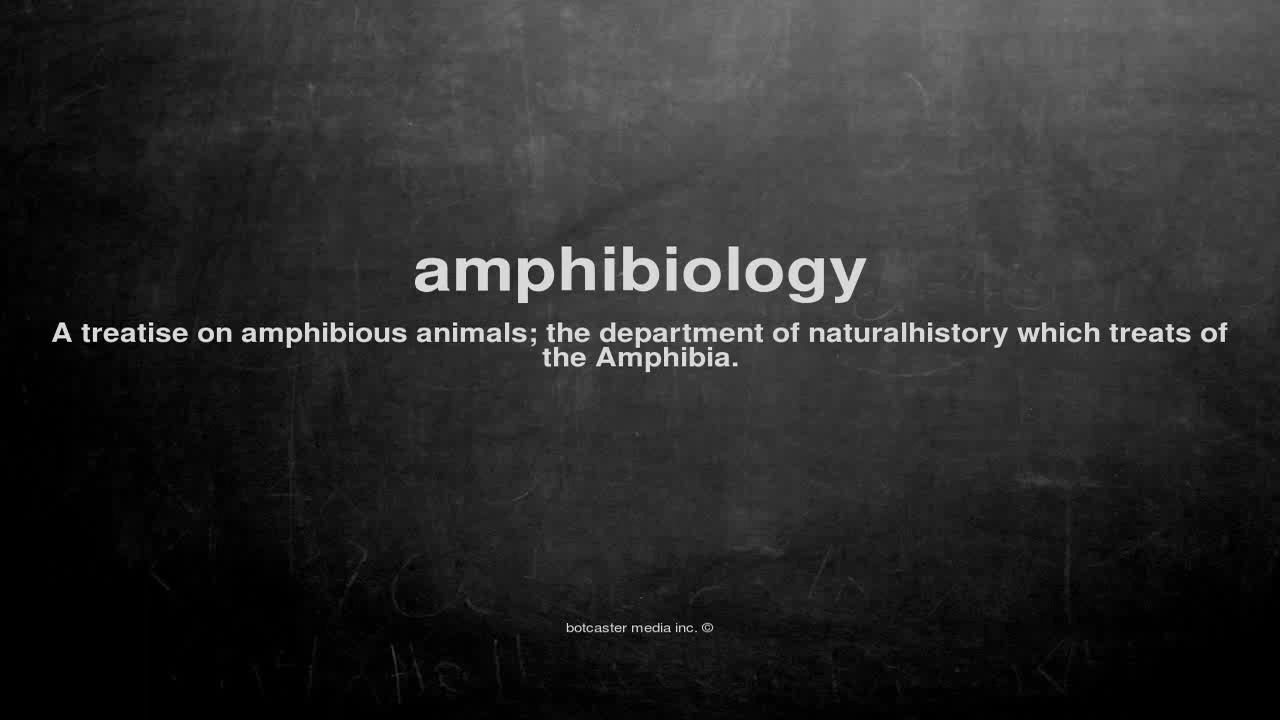 amphibiology
A treatise on amphibious animals; the department of naturalhistory which treats of
the Amphibia.
botcaster media inc. ©